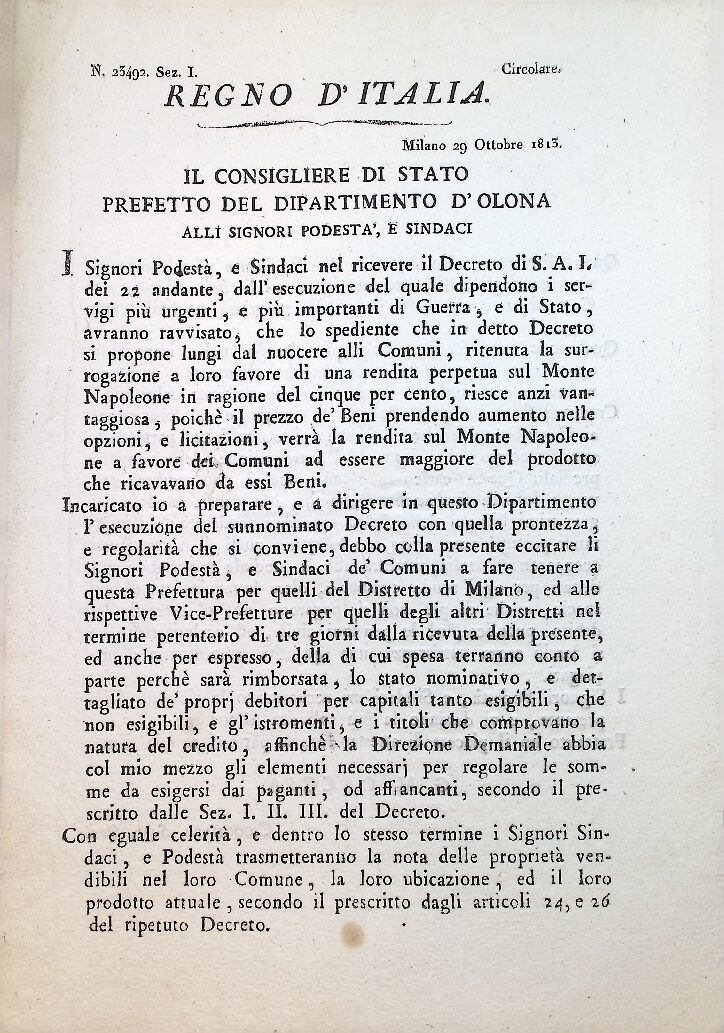 N. 23492. Sez. I.
Circolare.
REGNO D'ITALIA.
Milano 29 Ottobre 1813.
IL CONSIGLIERE DI STATO
PREFETTO DEL DIPARTIMENTO D'OLONA
ALLI SIGNORI PODESTA', E SINDACI
I Signori Podestà, e Sindaci nel ricevere il Decreto di S. A. I.
dei 22 andante, dall'esecuzione del quale dipendono i ser-
vigi più urgenti, e più importanti di Guerra, e di Stato,
avranno ravvisato, che lo spediente che in detto Decreto
si propone lungi dal nuocere alli Comuni, ritenuta la sur-
rogazione a loro favore di una rendita perpetua sul Monte
Napoleone in ragione del cinque per cento, riesce anzi van-
taggiosa, poichè il prezzo de' Beni prendendo aumento nelle
opzioni, e licitazioni, verrà la rendita sul Monte Napoleo-
ne a favore dei Comuni ad essere maggiore del prodotto
che ricavavano da essi Beni.
Incaricato io a preparare, e a dirigere in questo Dipartimento
l'esecuzione del sunnominato Decreto con quella prontezza,
e regolarità che si conviene, debbo colla presente eccitare li
Signori Podestà, e Sindaci de' Comuni a fare tenere a
questa Prefettura per quelli del Distretto di Milano, ed alle
rispettive Vice-Prefetture per quelli degli altri Distretti nel
termine perentorio di tre giorni dalla ricevuta della presente,
ed anche per espresso, della di cui spesa terranno conto a
parte perchè sarà rimborsata, lo stato nominativo, e det-
tagliato de' proprj debitori per capitali tanto esigibili, che
non esigibili, e gl'istromenti, e i titoli che comprovano la
natura del credito, affinchè la Direzione Demaniale abbia
col mio mezzo gli elementi necessarj per regolare le som-
me da esigersi dai paganti, od affrancanti, secondo il pre-
scritto dalle Sez. I. II. III. del Decreto.
Con eguale celerità, e dentro lo stesso termine i Signori Sin-
daci, e Podestà trasmetteranno la nota delle proprietà ven-
dibili nel loro Comune, la loro ubicazione, ed il loro
prodotto attuale, secondo il prescritto dagli articoli 24, e 26
del ripetuto Decreto.